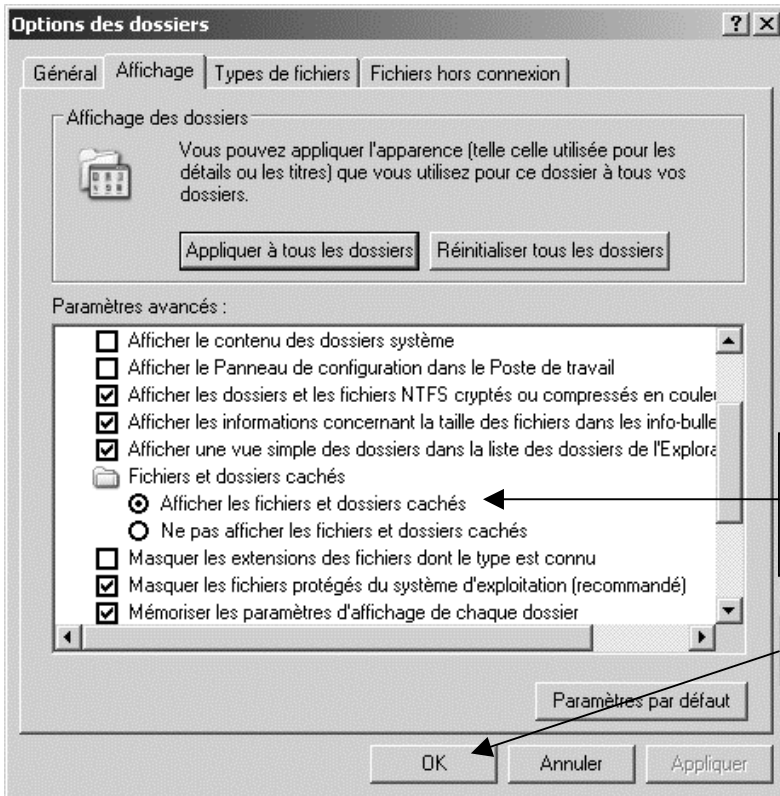 Options des dossiers
Général
Affichage
Types de fichiers
Fichiers hors connexion
Affichage des dossiers
Vous pouvez appliquer l'apparence (telle celle utilisée pour les
détails ou les titres) que vous utilisez pour ce dossier à tous vos
dossiers.
Appliquer à tous les dossiers
Réinitialiser tous les dossiers
Paramètres avancés :
Afficher le contenu des dossiers système
Afficher le Panneau de configuration dans le Poste de travail
Afficher les dossiers et les fichiers NTFS cryptés ou compressés en couleu
Afficher les informations concernant la taille des fichiers dans les info-bulle
Afficher une vue simple des dossiers dans la liste des dossiers de l'Explora
Fichiers et dossiers cachés
Afficher les fichiers et dossiers cachés
Ne pas afficher les fichiers et dossiers cachés
Masquer les extensions des fichiers dont le type est connu
Masquer les fichiers protégés du système d'exploitation (recommandé)
Mémoriser les paramètres d'affichage de chaque dossier
Paramètres par défaut
OK
Annuler
Appliquer